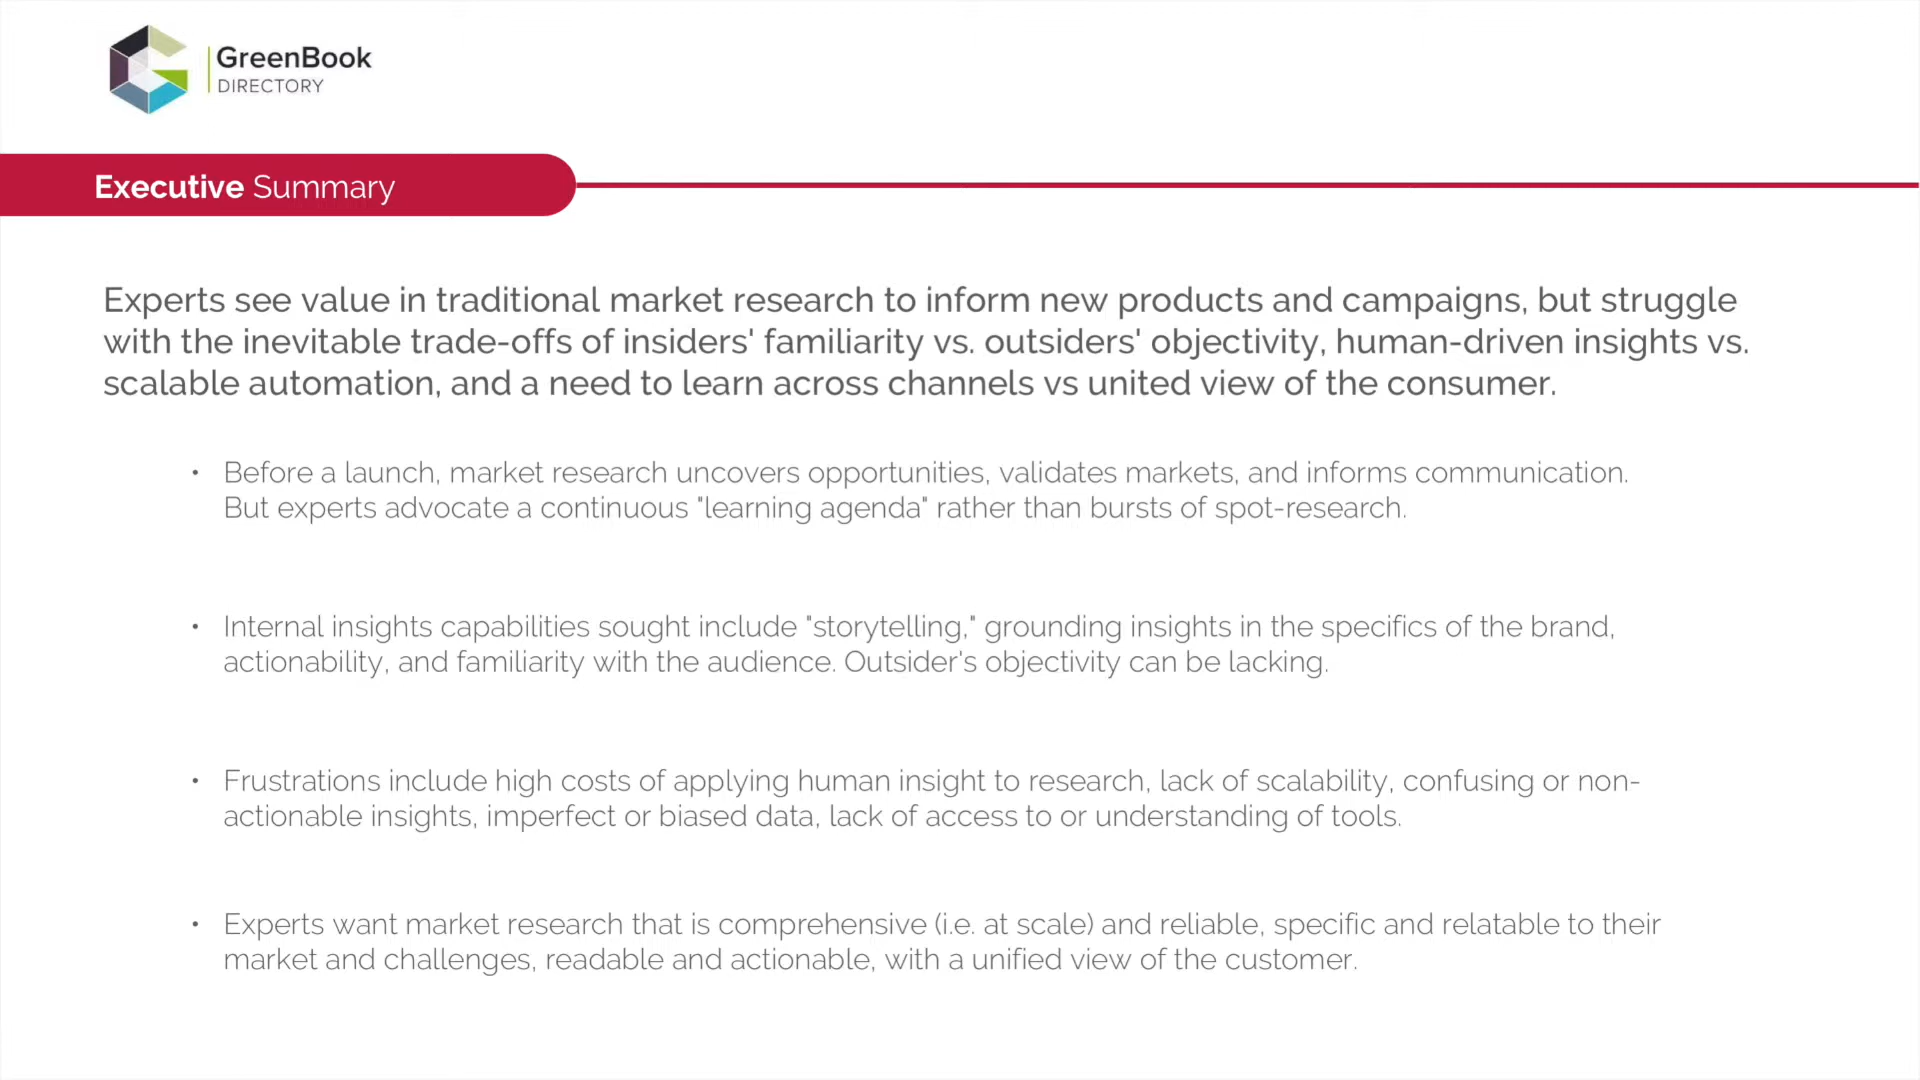 GreenBook
DIRECTORY
Executive Summary
Experts see value in traditional market research to inform new products and campaigns, but struggle
with the inevitable trade-offs of insiders' familiarity vs. outsiders' objectivity, human-driven insights vs.
scalable automation, and a need to learn across channels vs united view of the consumer.
• Before a launch, market research uncovers opportunities, validates markets, and informs communication.
But experts advocate a continuous "learning agenda" rather than bursts of spot-research.
• Internal insights capabilities sought include "storytelling," grounding insights in the specifics of the brand,
actionability, and familiarity with the audience. Outsider's objectivity can be lacking.
• Frustrations include high costs of applying human insight to research, lack of scalability, confusing or non-
actionable insights, imperfect or biased data, lack of access to or understanding of tools.
• Experts want market research that is comprehensive (i.e. at scale) and reliable, specific and relatable to their
market and challenges, readable and actionable, with a unified view of the customer.